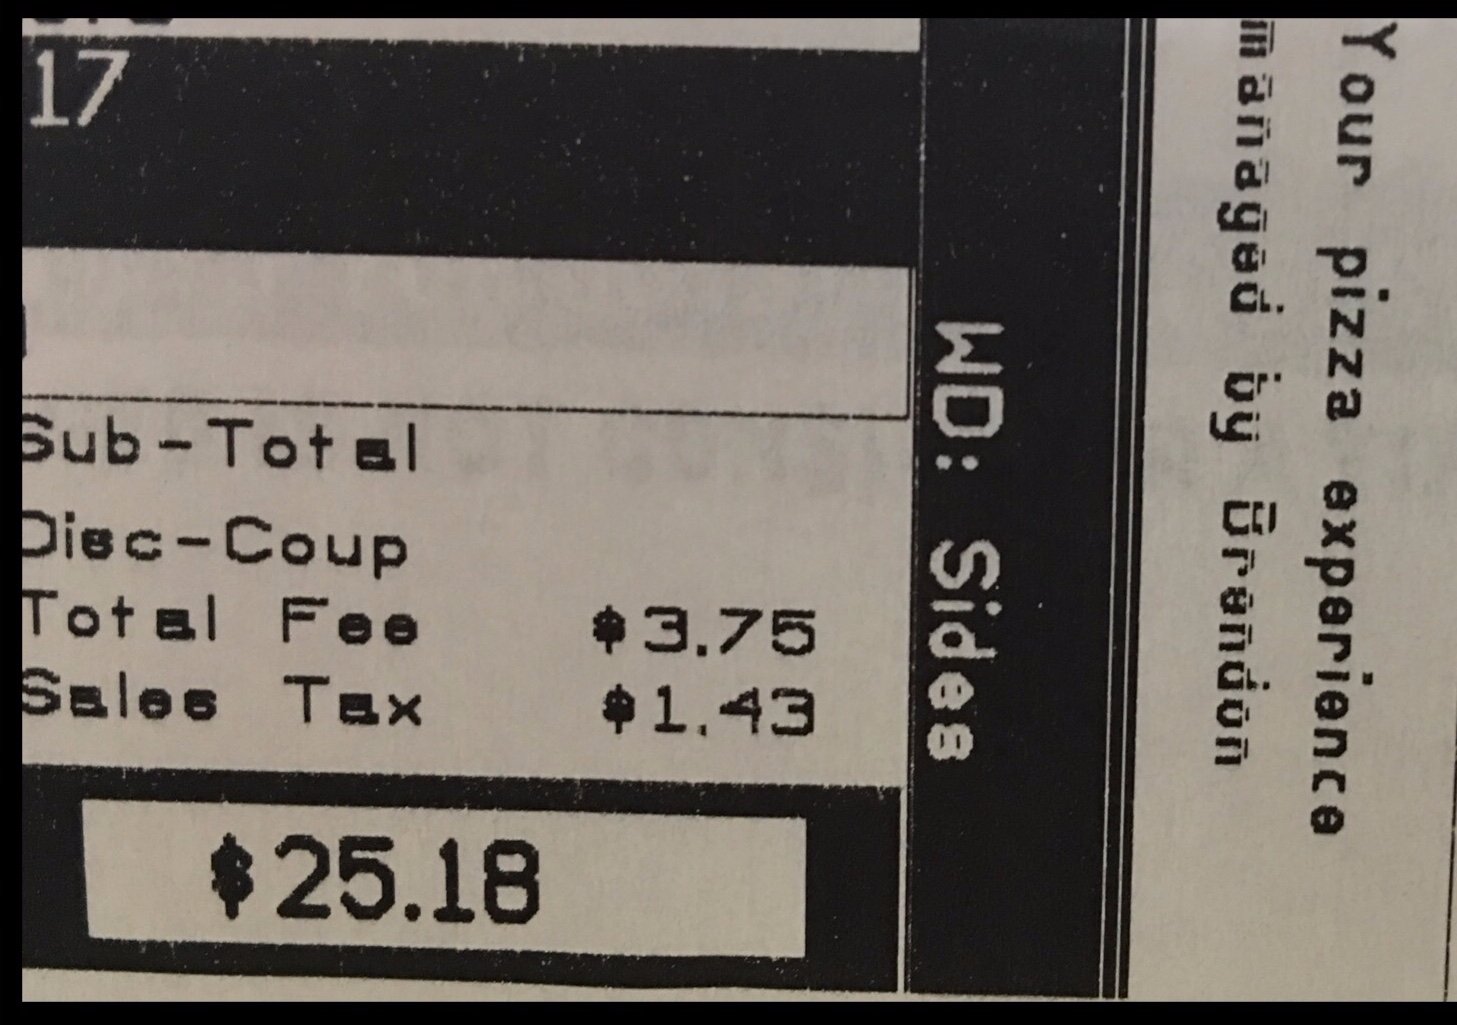 17
Sub-Total
Disc-Coup
Total Fee $3.75
Sales Tax $1.43
$25.18
WD: Sides
Your pizza experience
managed by Brandon